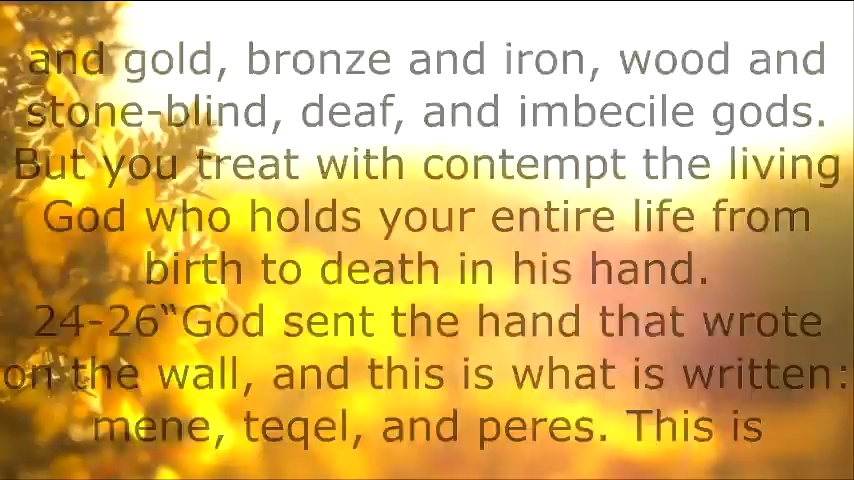 and gold, bronze and iron, wood and
stone-blind, deaf, and imbecile gods.
But you treat with contempt the living
God who holds your entire life from
birth to death in his hand.
24-26“God sent the hand that wrote
on the wall, and this is what is written:
mene, teqel, and peres. This is